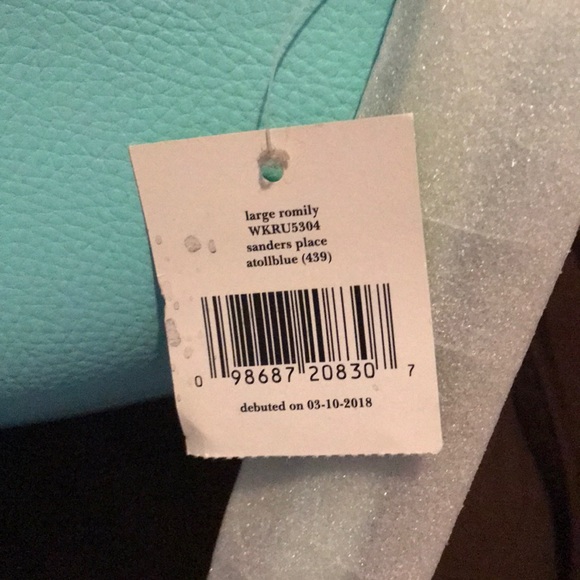 large romily
WKRU5304
sanders place
atollblue (439)
0 98687 20830 7
debuted on 03-10-2018